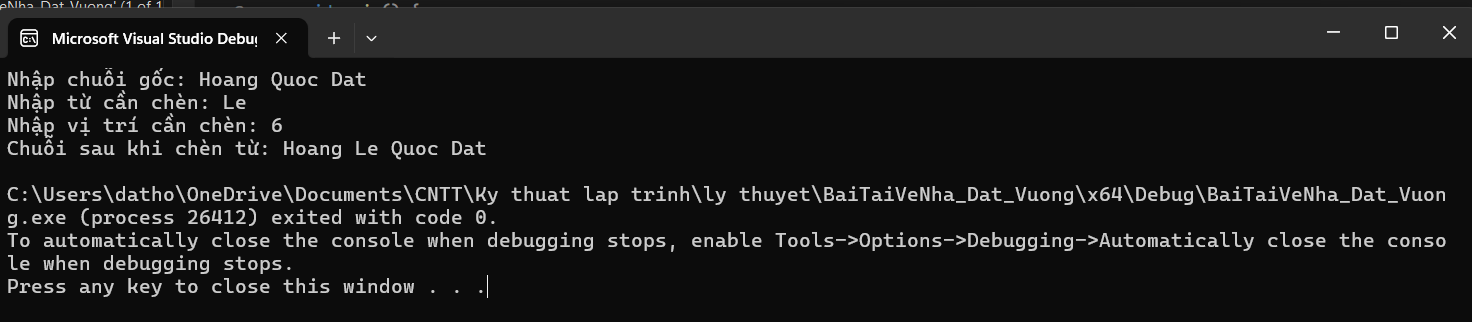 eNha_Dat_Vuong' (1 of 1
Microsoft Visual Studio Debug
Nhập chuỗi gốc: Hoang Quoc Dat
Nhập từ cần chèn: Le
Nhập vị trí cần chèn: 6
Chuỗi sau khi chèn từ: Hoang Le Quoc Dat
C:\Users\datho\OneDrive\Documents\CNTT\Ky thuat lap trinh\ly thuyet\BaiTaiVeNha_Dat_Vuong\x64\Debug\BaiTaiVeNha_Dat_Vuon
g.exe (process 26412) exited with code 0.
To automatically close the console when debugging stops, enable Tools->Options->Debugging->Automatically close the conso
le when debugging stops.
Press any key to close this window . . .